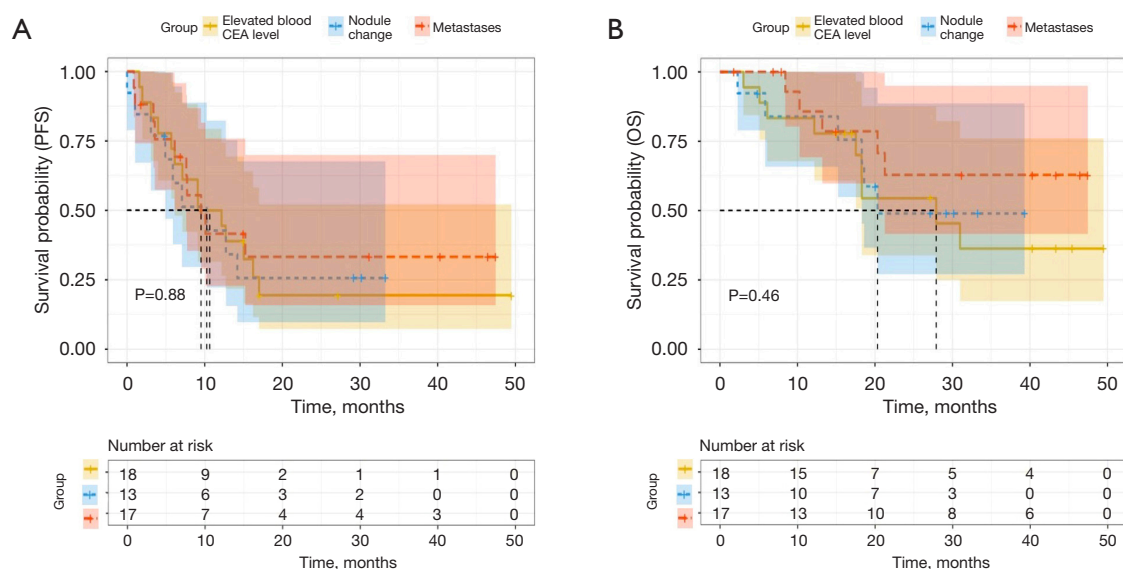 A
Group
Elevated blood
CEA level
Nodule
change
Metastases
Survival probability (PFS)
1.00
0.75
0.50
0.25
0.00
P=0.88
0 10 20 30 40 50
Time, months
Number at risk
Group
18 9 2 1 1 0
13 6 3 2 0 0
17 7 4 4 3 0
0 10 20 30 40 50
Time, months
B
Group
Elevated blood
CEA level
Nodule
change
Metastases
Survival probability (OS)
1.00
0.75
0.50
0.25
0.00
P=0.46
0 10 20 30 40 50
Time, months
Number at risk
Group
18 15 7 5 4 0
13 10 7 3 0 0
17 13 10 8 6 0
0 10 20 30 40 50
Time, months